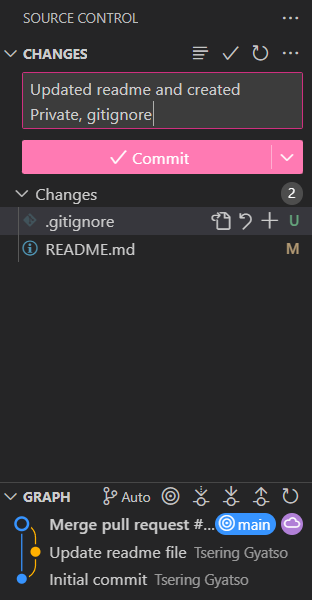 SOURCE CONTROL
CHANGES
Updated readme and created
Private, gitignore
Commit
Changes 2
.gitignore U
README.md M
GRAPH Auto
Merge pull request #... main
Update readme file Tsering Gyatso
Initial commit Tsering Gyatso